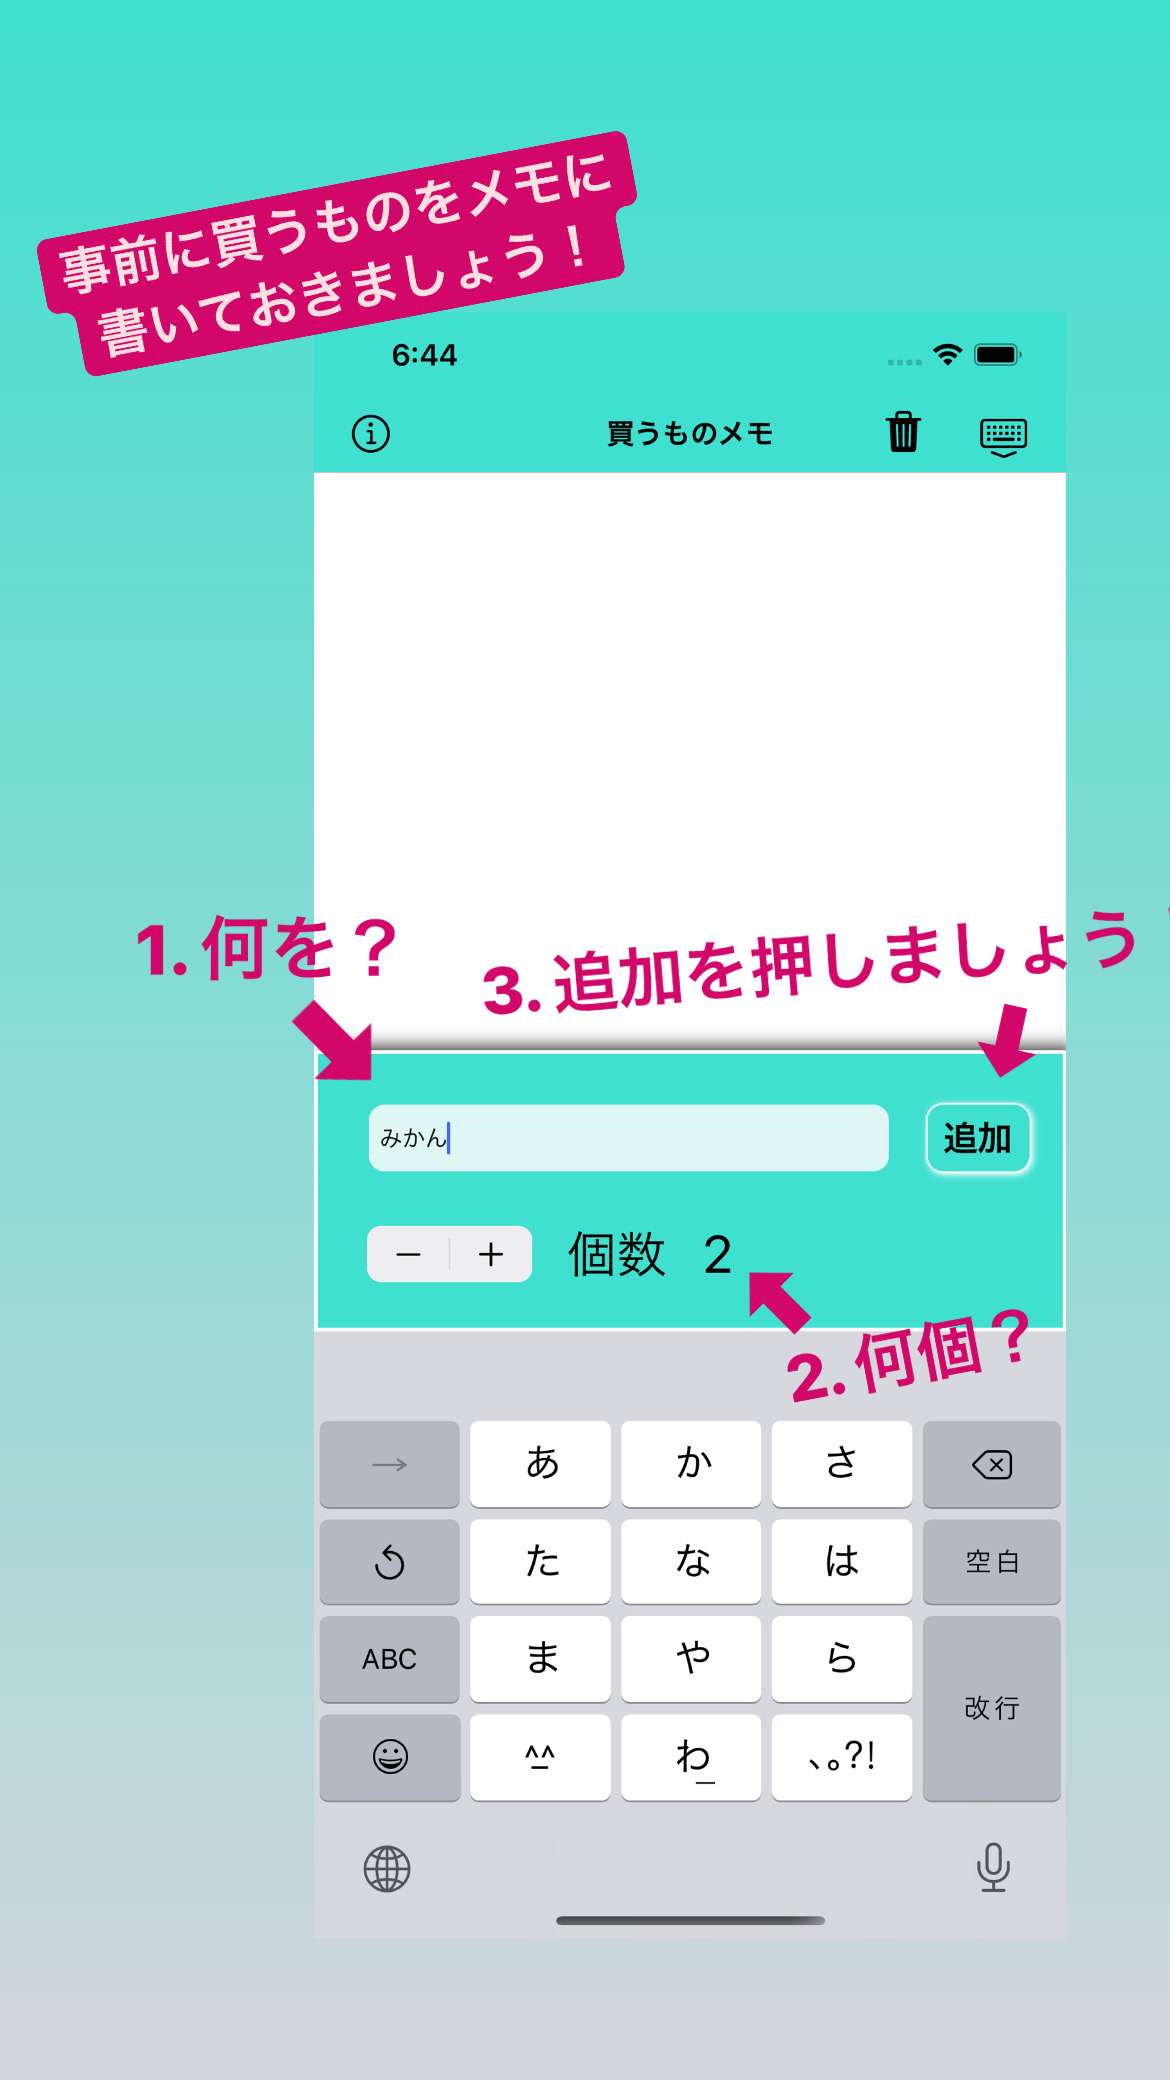 事前に買うものをメモに
書いておきましょう！
6:44
買うものメモ
1. 何を？
3. 追加を押しましょう
みかん
追加
− + 個数 2
2. 何個？
→ あ か さ
た な は 空白
ABC ま や ら
改行
^^ わ 、。?!